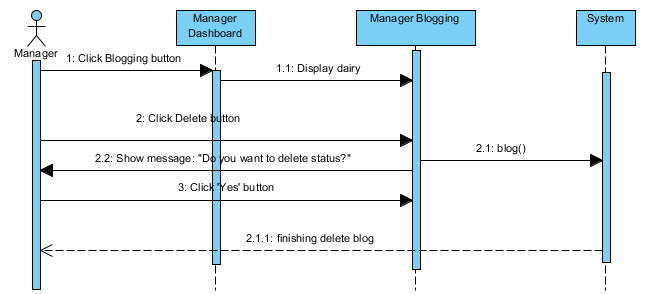 Manager
Dashboard
Manager Blogging
System
Manager
1: Click Blogging button
1.1: Display dairy
2: Click Delete button
2.1: blog()
2.2: Show message: "Do you want to delete status?"
3: Click 'Yes' button
2.1.1: finishing delete blog